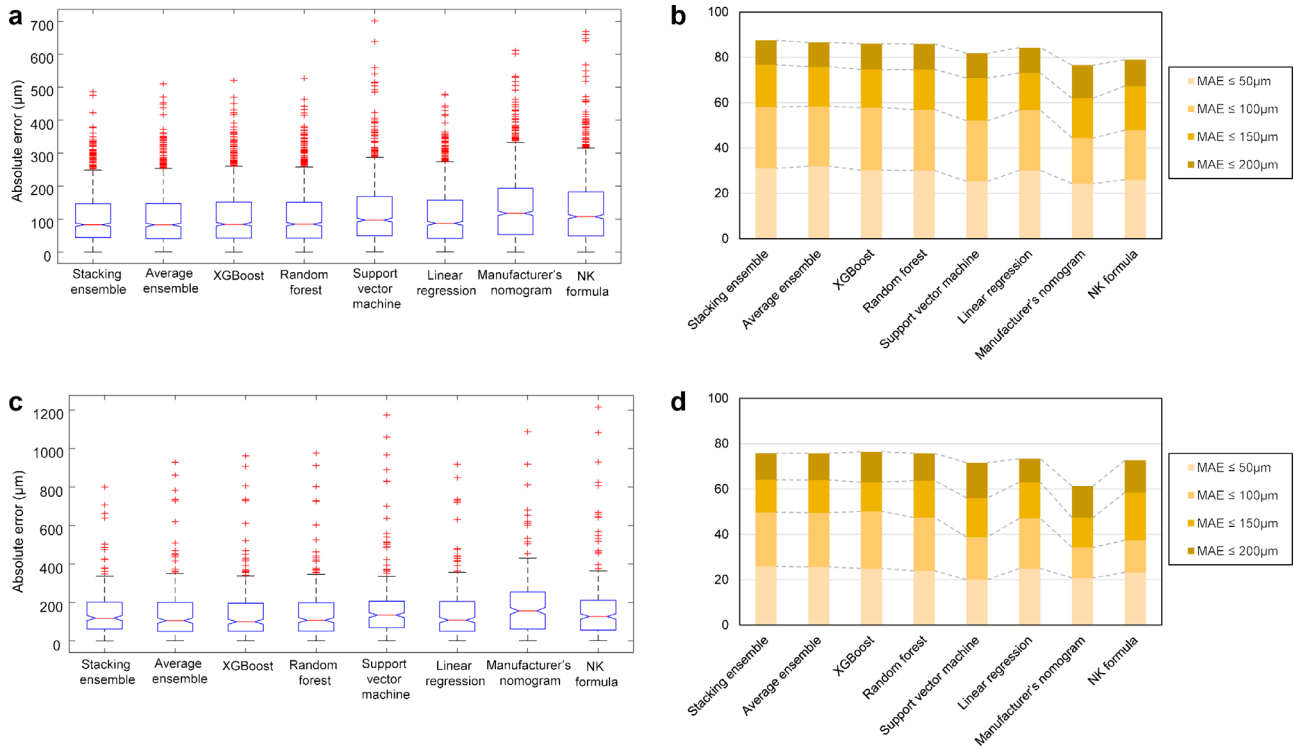 a
Absolute error (µm)
700
600
500
400
300
200
100
0
Stacking
ensemble
Average
ensemble
XGBoost
Random
forest
Support
vector
machine
Linear
regression
Manufacturer's
nomogram
NK
formula
b
100
80
60
40
20
0
Stacking ensemble
Average ensemble
XGBoost
Random forest
Support vector machine
Linear regression
Manufacturer's nomogram
NK formula
MAE ≤ 50µm
MAE ≤ 100µm
MAE ≤ 150µm
MAE ≤ 200µm
c
Absolute error (µm)
1200
1000
800
600
400
200
0
Stacking
ensemble
Average
ensemble
XGBoost
Random
forest
Support
vector
machine
Linear
regression
Manufacturer's
nomogram
NK
formula
d
100
80
60
40
20
0
Stacking ensemble
Average ensemble
XGBoost
Random forest
Support vector machine
Linear regression
Manufacturer's nomogram
NK formula
MAE ≤ 50µm
MAE ≤ 100µm
MAE ≤ 150µm
MAE ≤ 200µm